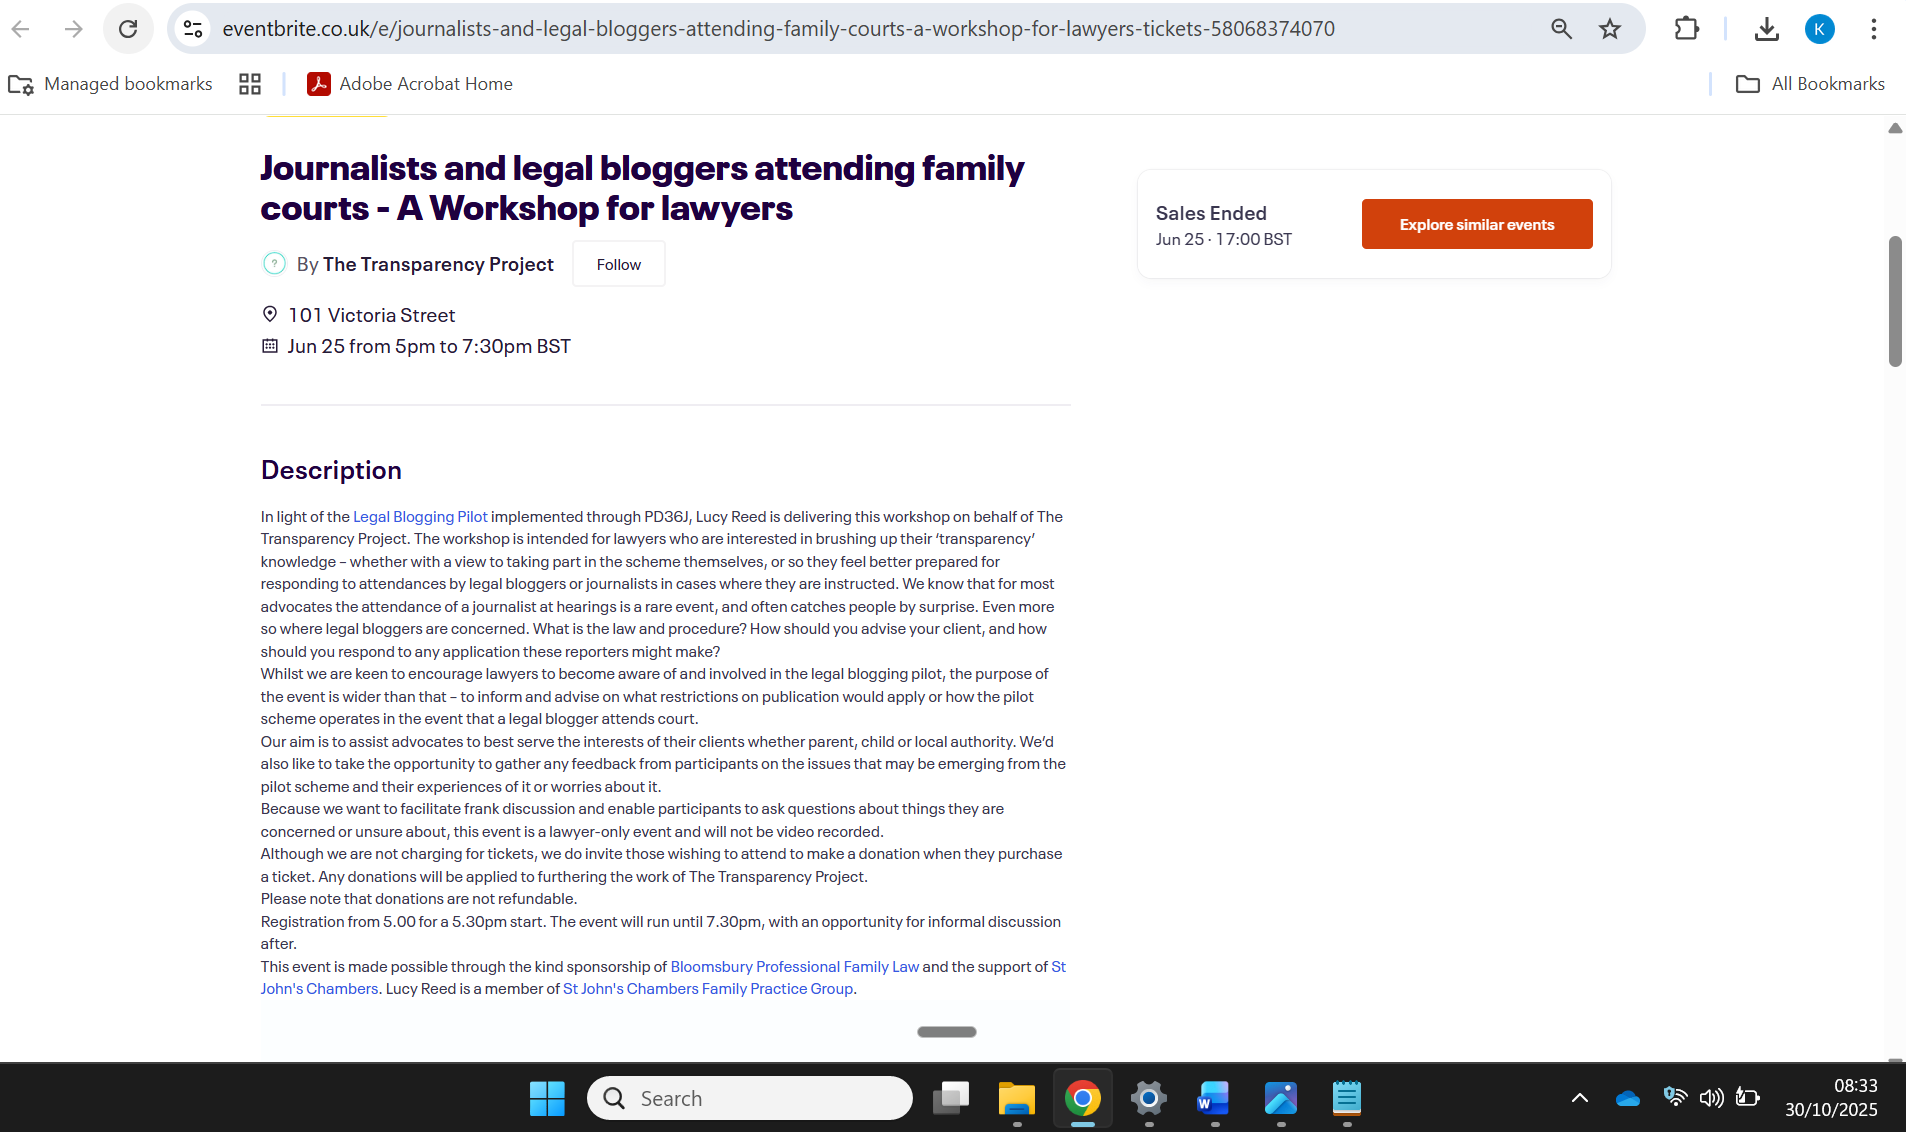 eventbrite.co.uk/e/journalists-and-legal-bloggers-attending-family-courts-a-workshop-for-lawyers-tickets-58068374070
K
Managed bookmarks
Adobe Acrobat Home
All Bookmarks
Journalists and legal bloggers attending family
courts - A Workshop for lawyers
By The Transparency Project
Follow
101 Victoria Street
Jun 25 from 5pm to 7:30pm BST
Sales Ended
Jun 25 · 17:00 BST
Explore similar events
Description
In light of the Legal Blogging Pilot implemented through PD36J, Lucy Reed is delivering this workshop on behalf of The
Transparency Project. The workshop is intended for lawyers who are interested in brushing up their ‘transparency’
knowledge – whether with a view to taking part in the scheme themselves, or so they feel better prepared for
responding to attendances by legal bloggers or journalists in cases where they are instructed. We know that for most
advocates the attendance of a journalist at hearings is a rare event, and often catches people by surprise. Even more
so where legal bloggers are concerned. What is the law and procedure? How should you advise your client, and how
should you respond to any application these reporters might make?
Whilst we are keen to encourage lawyers to become aware of and involved in the legal blogging pilot, the purpose of
the event is wider than that – to inform and advise on what restrictions on publication would apply or how the pilot
scheme operates in the event that a legal blogger attends court.
Our aim is to assist advocates to best serve the interests of their clients whether parent, child or local authority. We’d
also like to take the opportunity to gather any feedback from participants on the issues that may be emerging from the
pilot scheme and their experiences of it or worries about it.
Because we want to facilitate frank discussion and enable participants to ask questions about things they are
concerned or unsure about, this event is a lawyer-only event and will not be video recorded.
Although we are not charging for tickets, we do invite those wishing to attend to make a donation when they purchase
a ticket. Any donations will be applied to furthering the work of The Transparency Project.
Please note that donations are not refundable.
Registration from 5.00 for a 5.30pm start. The event will run until 7.30pm, with an opportunity for informal discussion
after.
This event is made possible through the kind sponsorship of Bloomsbury Professional Family Law and the support of St
John's Chambers. Lucy Reed is a member of St John's Chambers Family Practice Group.
Search
W
08:33
30/10/2025